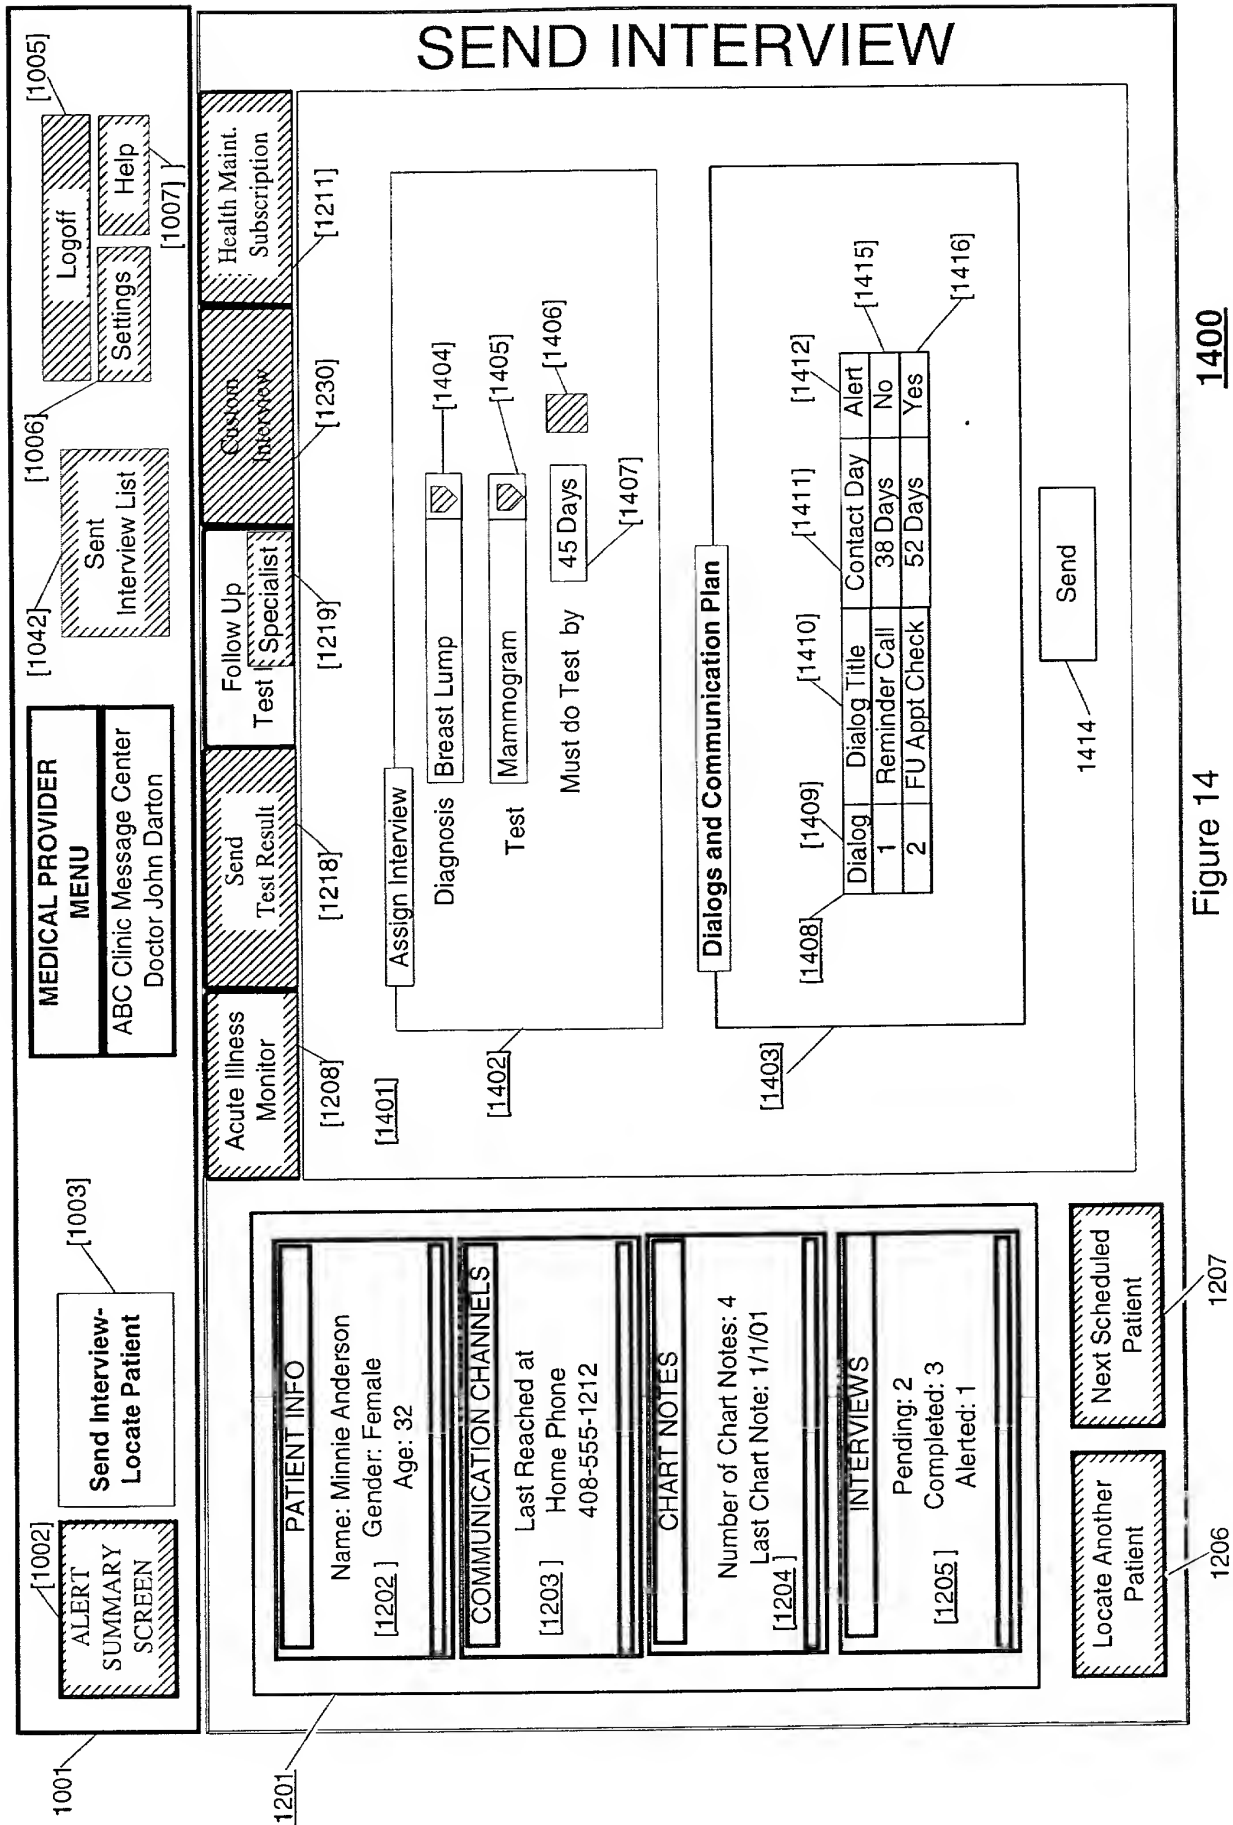 1001
[1002]
ALERT
SUMMARY
SCREEN
Send Interview-
Locate Patient
[1003]
MEDICAL PROVIDER
MENU
ABC Clinic Message Center
Doctor John Darton
[1042]
Sent
Interview List
[1006]
Logoff
Settings
Help
[1005]
[1007]
Acute Illness
Monitor
[1208]
Send
Test Result
[1218]
Follow Up
Test
Specialist
[1219]
Custom
Interview
[1230]
Health Maint.
Subscription
[1211]
SEND INTERVIEW
1201
PATIENT INFO
Name: Minnie Anderson
Gender: Female
Age: 32
[1202]
COMMUNICATION CHANNELS
Last Reached at
Home Phone
408-555-1212
[1203]
CHART NOTES
Number of Chart Notes: 4
Last Chart Note: 1/1/01
[1204]
INTERVIEWS
Pending: 2
Completed: 3
Alerted: 1
[1205]
Locate Another
Patient
1206
Next Scheduled
Patient
1207
[1401]
[1402]
Assign Interview
Diagnosis Breast Lump
[1404]
Test Mammogram
[1405]
Must do Test by 45 Days
[1406]
[1407]
[1403]
Dialogs and Communication Plan
[1408]
[1409]
[1410]
[1411]
[1412]
Dialog Dialog Title Contact Day Alert
1 Reminder Call 38 Days No
2 FU Appt Check 52 Days Yes
[1415]
[1416]
Send
1414
Figure 14
1400